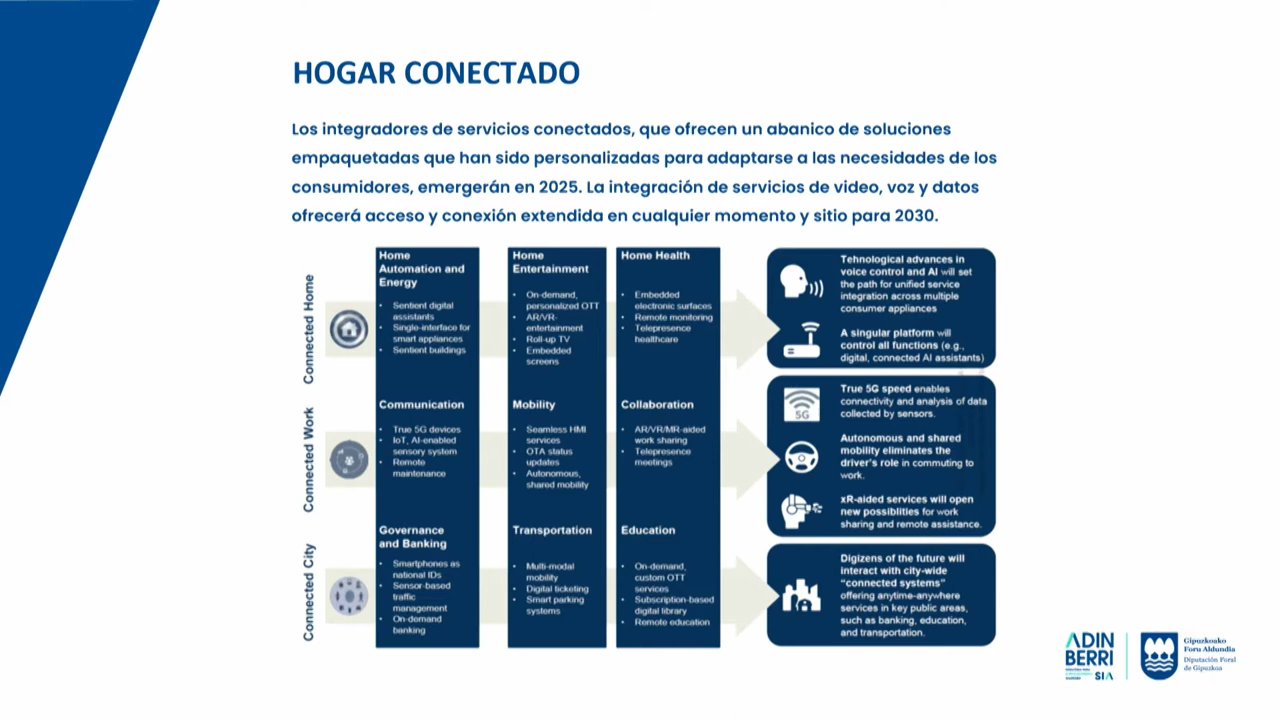 HOGAR CONECTADO
Los integradores de servicios conectados, que ofrecen un abanico de soluciones
empaquetadas que han sido personalizadas para adaptarse a las necesidades de los
consumidores, emergerán en 2025. La integración de servicios de video, voz y datos
ofrecerá acceso y conexión extendida en cualquier momento y sitio para 2030.
Connected Home
Home
Automation and
Energy
• Sentient digital
assistants
• Single-interface for
smart appliances
• Sentient buildings
Home
Entertainment
• On-demand,
personalized OTT
• AR/VR-
entertainment
• Roll-up TV
• Embedded
screens
Home Health
• Embedded
electronic surfaces
• Remote monitoring
• Telepresence
healthcare
Tehnological advances in
voice control and AI will set
the path for unified service
integration across multiple
consumer appliances
A singular platform will
control all functions (e.g.,
digital, connected AI assistants)
Connected Work
Communication
• True 5G devices
• IoT, AI-enabled
sensory system
• Remote
maintenance
Mobility
• Seamless HMI
services
• OTA status
updates
• Autonomous,
shared mobility
Collaboration
• AR/VR/MR-aided
work sharing
• Telepresence
meetings
5G
True 5G speed enables
connectivity and analysis of data
collected by sensors.
Autonomous and shared
mobility eliminates the
driver's role in commuting to
work.
xR-aided services will open
new possiblities for work
sharing and remote assistance.
Connected City
Governance
and Banking
• Smartphones as
national IDs
• Sensor-based
traffic
management
• On-demand
banking
Transportation
• Multi-modal
mobility
• Digital ticketing
• Smart parking
systems
Education
• On-demand,
custom OTT
services
• Subscription-based
digital library
• Remote education
Digizens of the future will
interact with city-wide
"connected systems"
offering anytime-anywhere
services in key public areas,
such as banking, education,
and transportation.
ADIN
BERRI
SIA
Gipuzkoako
Foru Aldundia
Diputación Foral
de Gipuzkoa